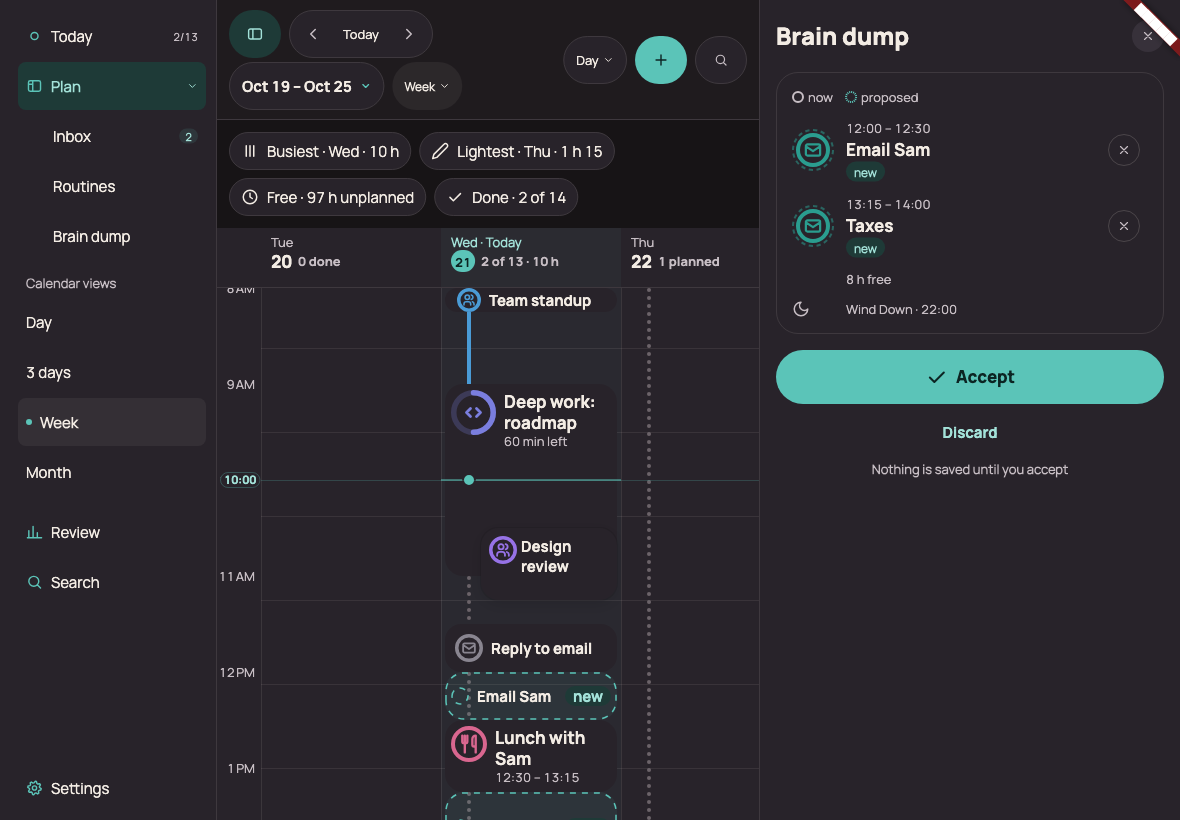 Today
2/13
Plan
Inbox
2
Routines
Brain dump
Calendar views
Day
3 days
Week
Month
Review
Search
Settings
Today
Oct 19 – Oct 25
Week
Day
Busiest · Wed · 10 h
Lightest · Thu · 1 h 15
Free · 97 h unplanned
Done · 2 of 14
Tue
20 0 done
Wed · Today
21 2 of 13 · 10 h
Thu
22 1 planned
8 AM
Team standup
9 AM
Deep work:
roadmap
60 min left
10:00
Design
review
11 AM
Reply to email
12 PM
Email Sam new
Lunch with
Sam
12:30 – 13:15
1 PM
Brain dump
now proposed
12:00 – 12:30
Email Sam
new
13:15 – 14:00
Taxes
new
8 h free
Wind Down · 22:00
Accept
Discard
Nothing is saved until you accept